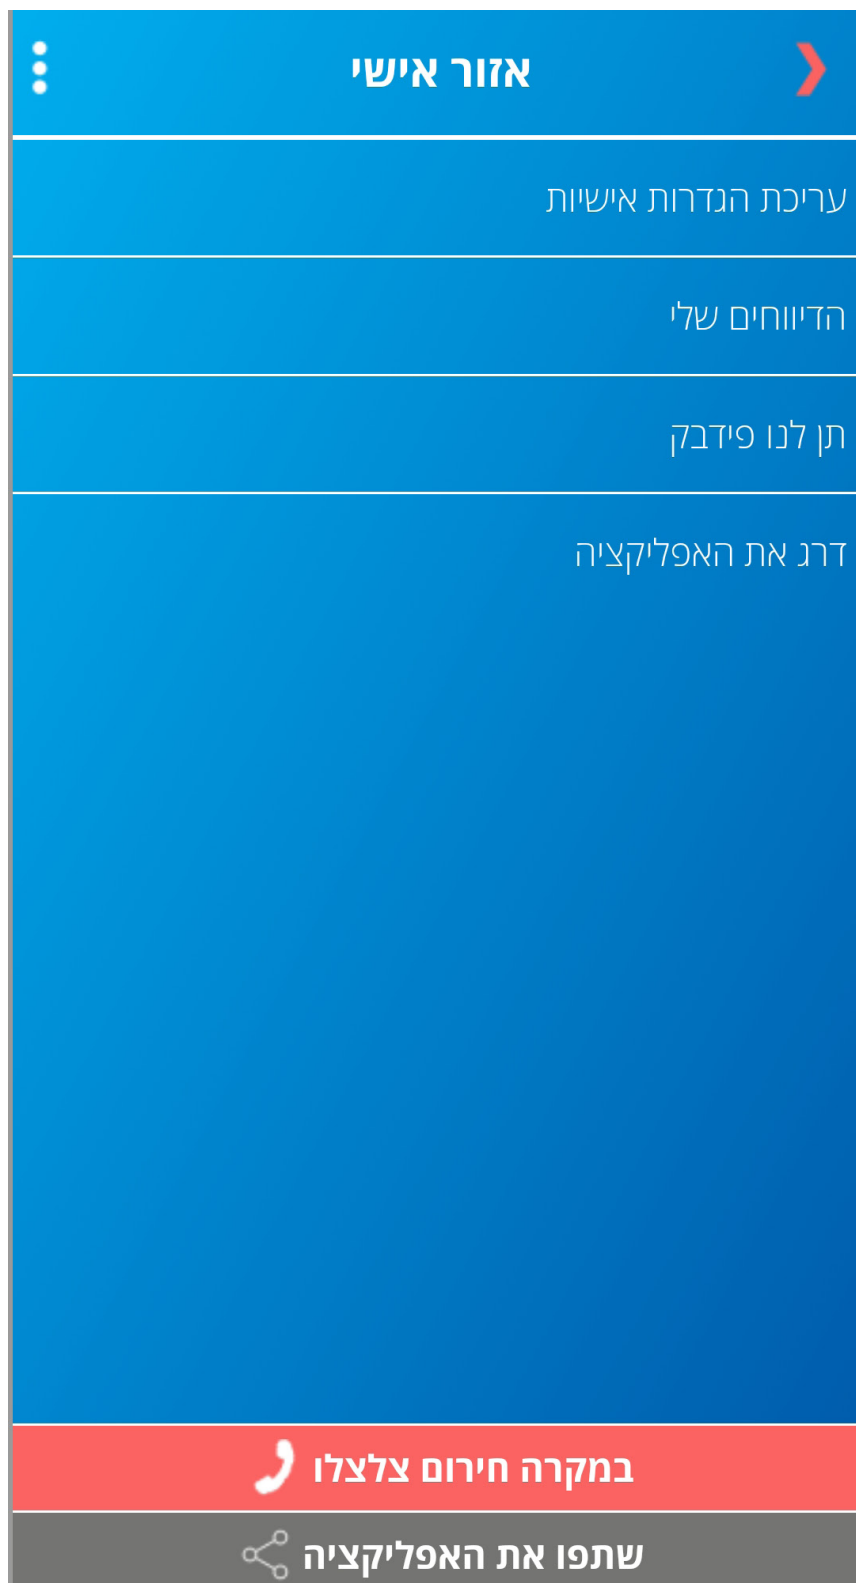 אזור אישי
עריכת הגדרות אישיות
הדיווחים שלי
תן לנו פידבק
דרג את האפליקציה
במקרה חירום צלצלו
שתפו את האפליקציה